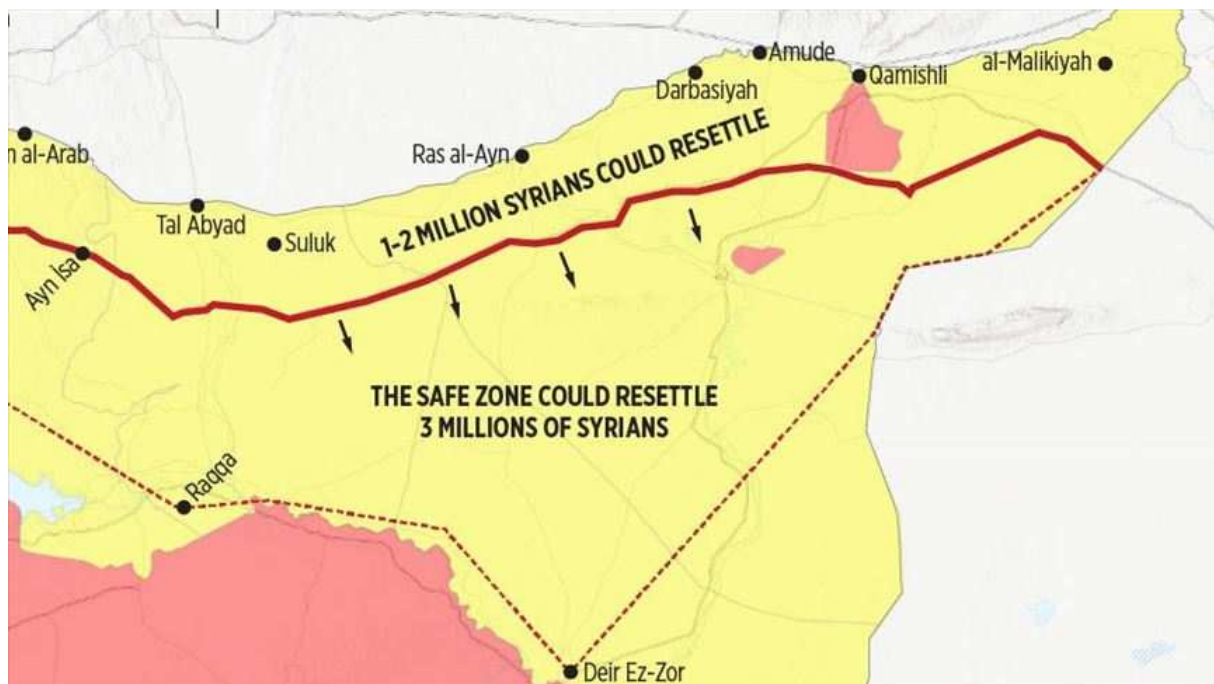 Amude
Qamishli
al-Malikiyah
Darbasiyah
n al-Arab
Ras al-Ayn
1-2 MILLION SYRIANS COULD RESETTLE
Tal Abyad
Suluk
Ayn İsa
THE SAFE ZONE COULD RESETTLE
3 MILLIONS OF SYRIANS
Raqqa
Deir Ez-Zor